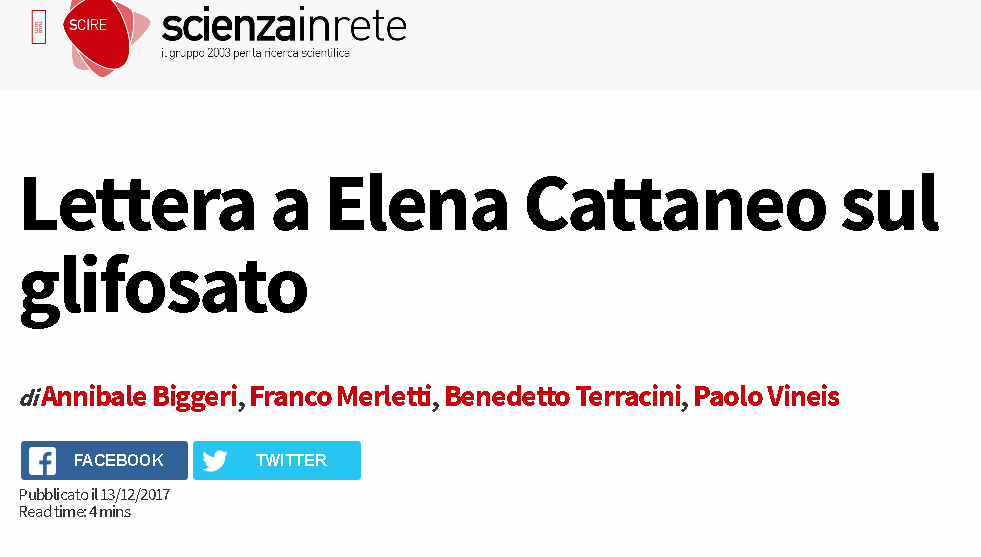 SCIRE
scienzainrete
il gruppo 2003 per la ricerca scientifica
Lettera a Elena Cattaneo sul
glifosato
di Annibale Biggeri, Franco Merletti, Benedetto Terracini, Paolo Vineis
FACEBOOK
TWITTER
Pubblicato il 13/12/2017
Read time: 4 mins